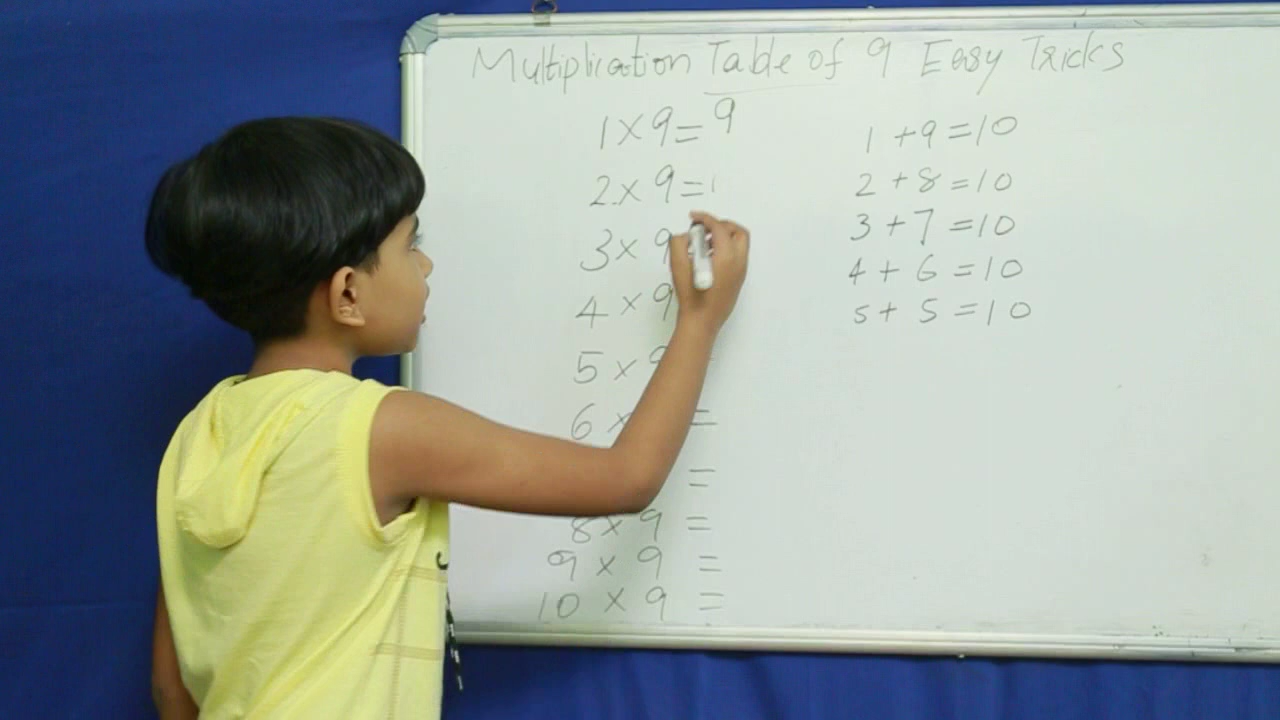 Multiplication Table of 9 Easy Tricks
1 × 9 = 9
2 × 9 = 1
3 × 9
4 × 9
5 × 9 =
6 × =
=
8 × 9 =
9 × 9 =
10 × 9 =
1 + 9 = 10
2 + 8 = 10
3 + 7 = 10
4 + 6 = 10
5 + 5 = 10